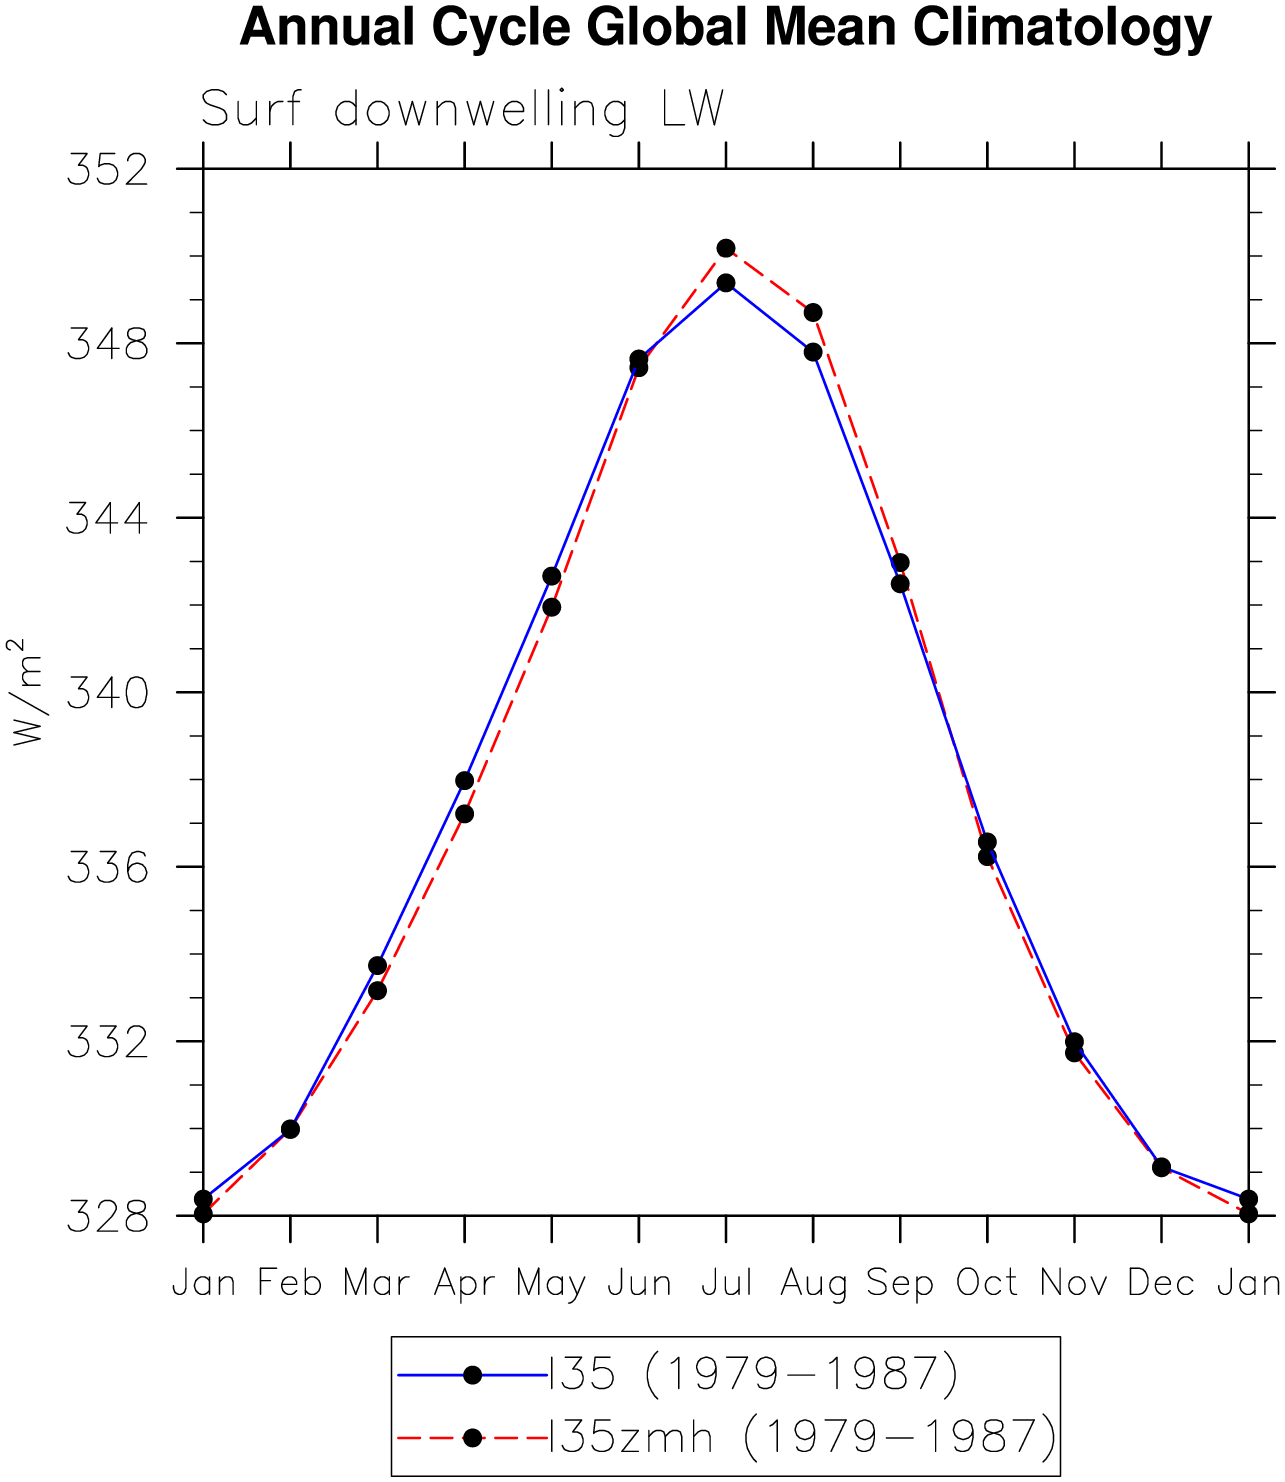 Annual Cycle Global Mean Climatology
Surf downwelling LW
352
348
344
340
336
332
328
W/m²
Jan Feb Mar Apr May Jun Jul Aug Sep Oct Nov Dec Jan
I35 (1979−1987)
I35zmh (1979−1987)